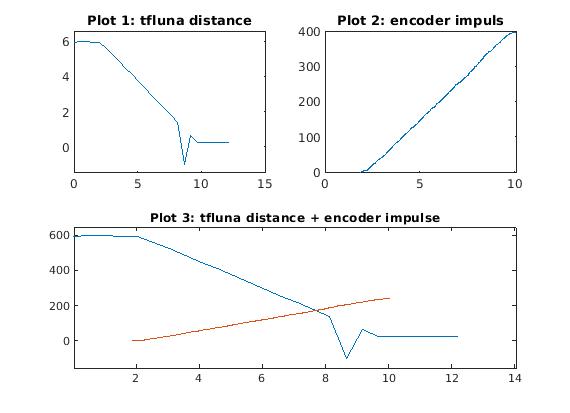 Plot 1: tfluna distance
6
4
2
0
0 5 10 15
Plot 2: encoder impuls
400
300
200
100
0
0 5 10
Plot 3: tfluna distance + encoder impulse
600
400
200
0
2 4 6 8 10 12 14